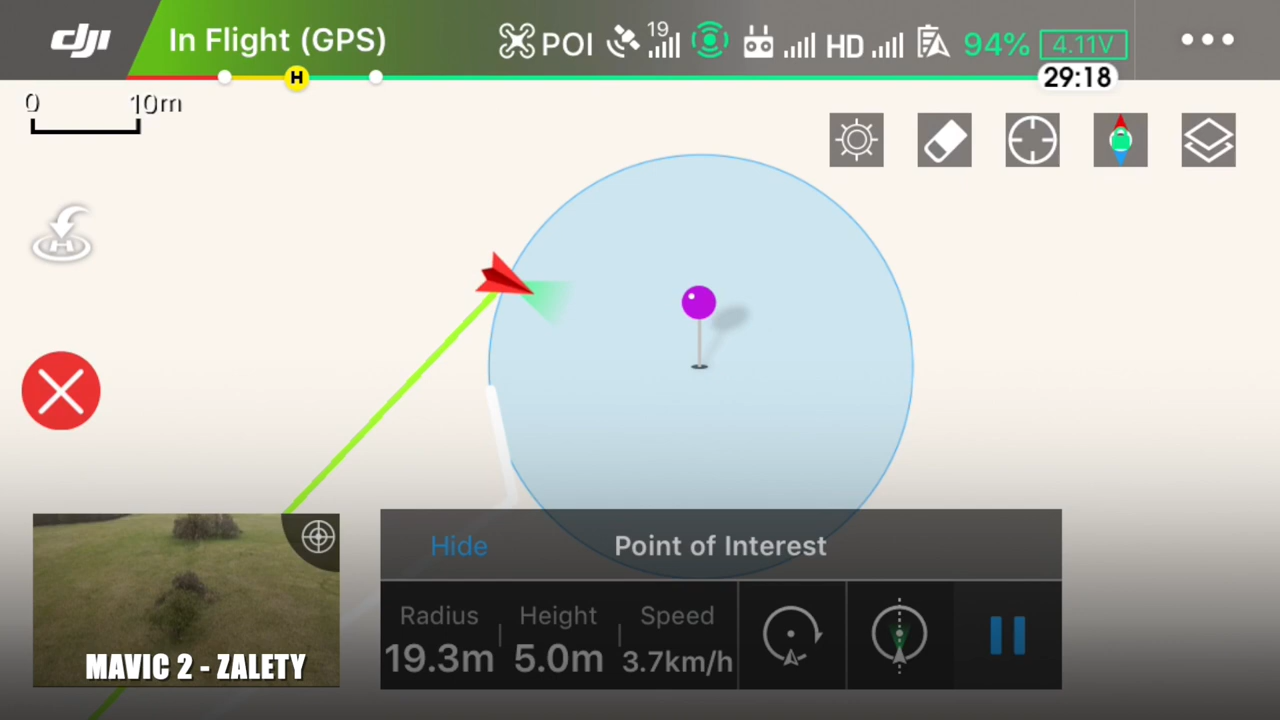 dji In Flight (GPS) POI 19 HD 94% 4.11V
H 29:18
0 10m
H
Hide Point of Interest
Radius Height Speed
19.3m 5.0m 3.7km/h
MAVIC 2 - ZALETY